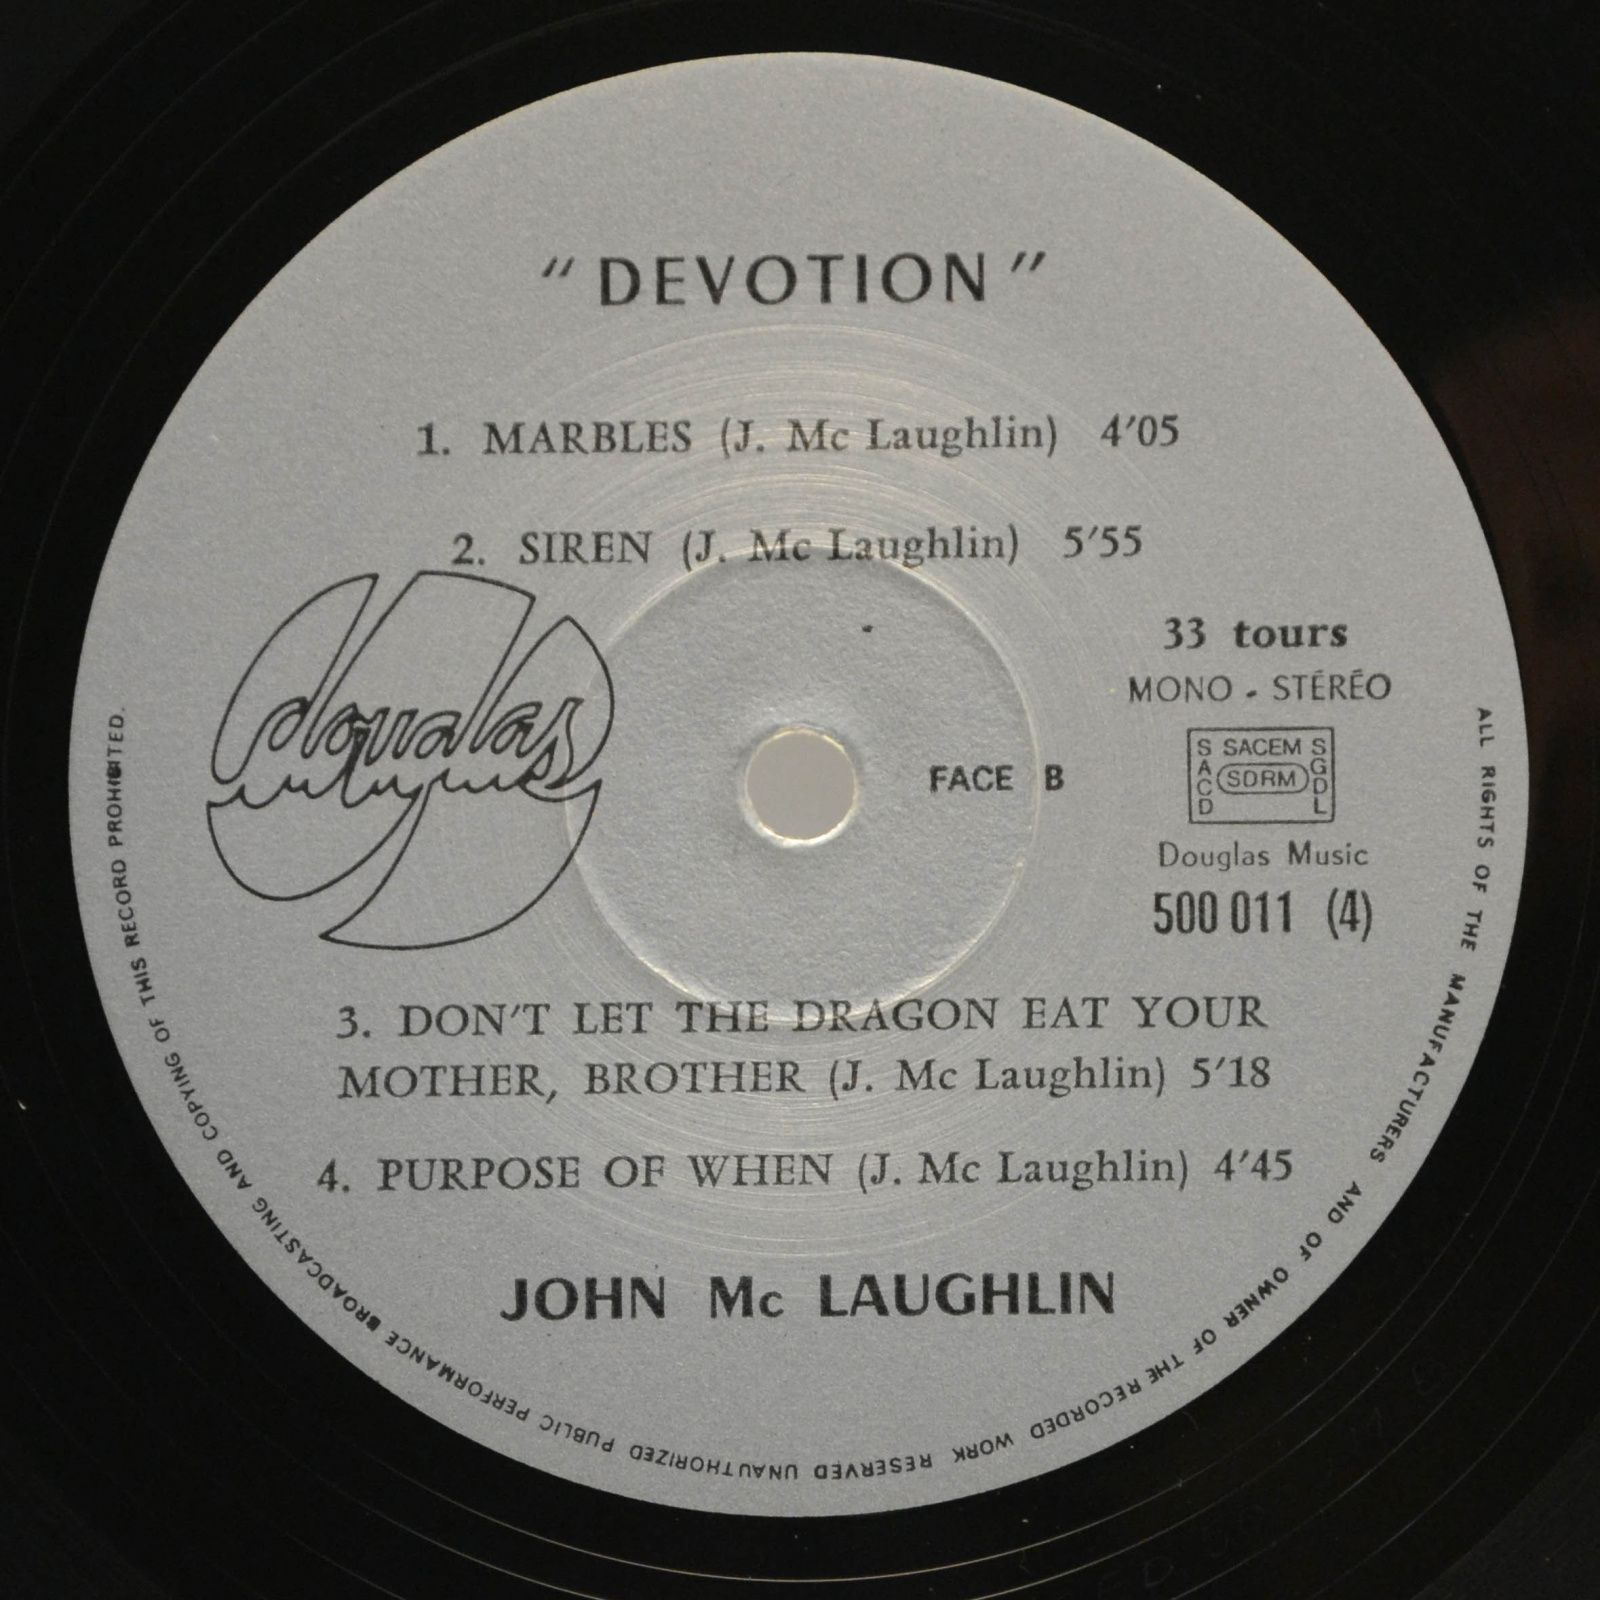 " DEVOTION "
1. MARBLES (J. Mc Laughlin) 4'05
2. SIREN (J. Mc Laughlin) 5'55
douglas
33 tours
MONO - STÉRÉO
SACEM
SACD
SDRM
SGDL
FACE B
Douglas Music
500 011 (4)
3. DON'T LET THE DRAGON EAT YOUR
MOTHER, BROTHER (J. Mc Laughlin) 5'18
4. PURPOSE OF WHEN (J. Mc Laughlin) 4'45
JOHN Mc LAUGHLIN
ALL RIGHTS OF THE MANUFACTURERS AND OF OWNER OF THE RECORDED WORK RESERVED UNAUTHORIZED PUBLIC PERFORMANCE BROADCASTING AND COPYING OF THIS RECORD PROHIBITED.